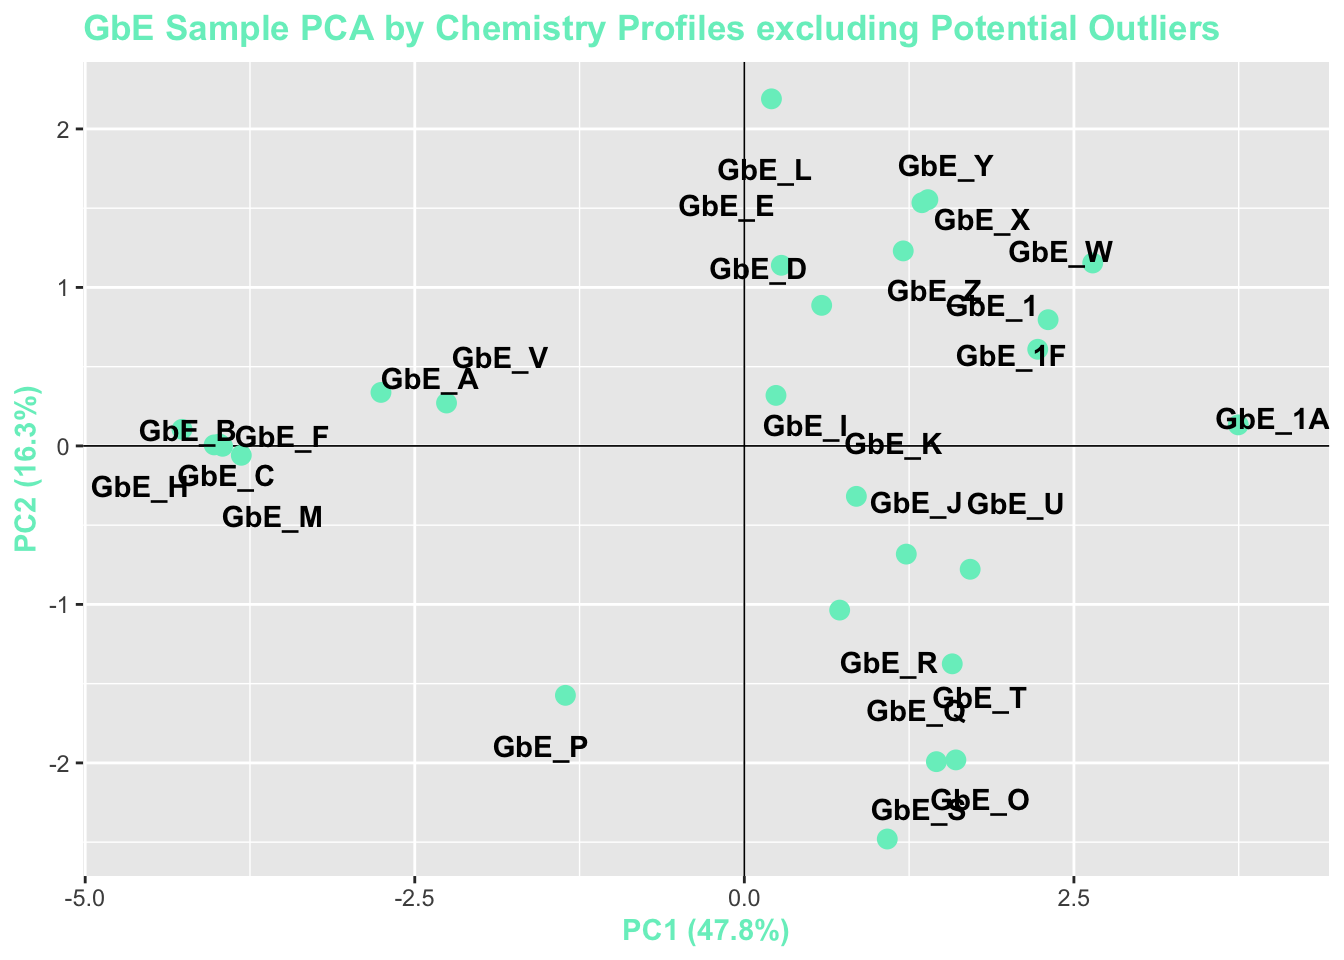 GbE Sample PCA by Chemistry Profiles excluding Potential Outliers
2
GbE_L
GbE_Y
GbE_E
GbE_X
GbE_W
GbE_D
1
GbE_Z
GbE_1
GbE_V
GbE_1F
GbE_A
GbE_1A
GbE_I
GbE_B
GbE_F
0
GbE_K
GbE_C
GbE_H
GbE_J
GbE_U
GbE_M
PC2 (16.3%)
-1
GbE_R
GbE_T
GbE_Q
GbE_P
-2
GbE_O
GbE_S
-5.0
-2.5
0.0
2.5
PC1 (47.8%)